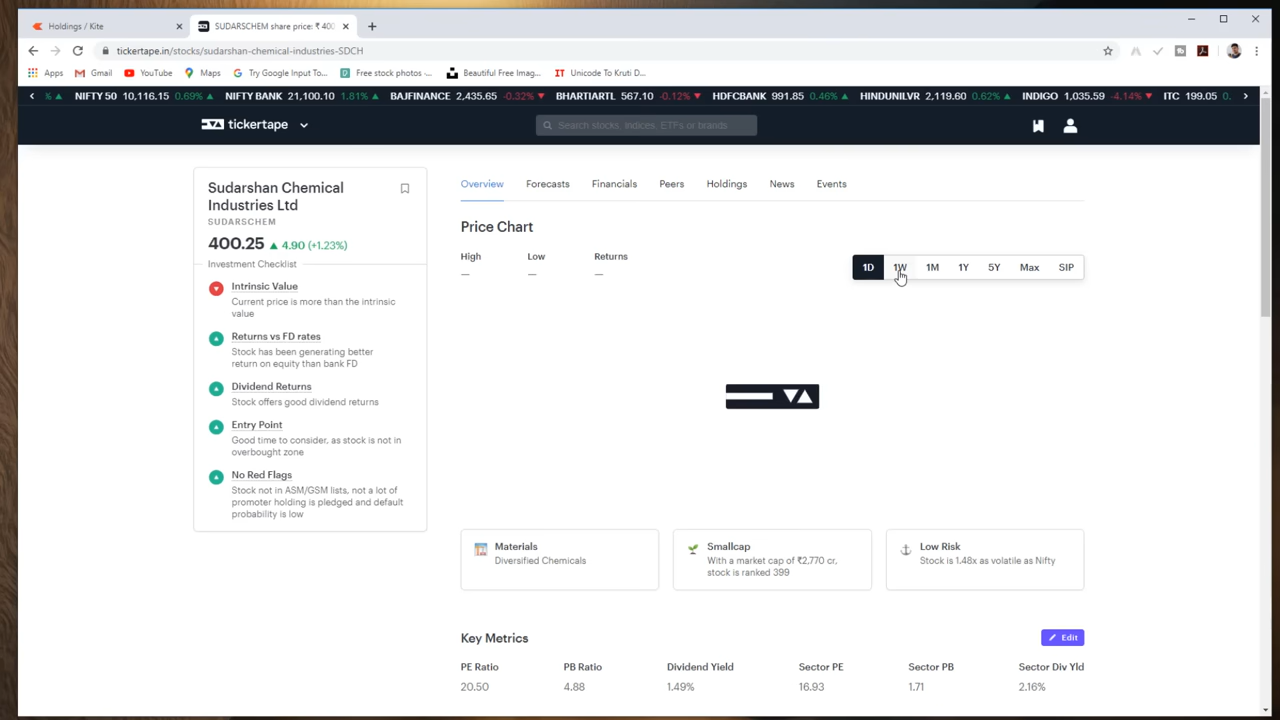 Holdings / Kite
SUDARSCHEM share price: ₹ 400
tickertape.in/stocks/sudarshan-chemical-industries-SDCH
Apps Gmail YouTube Maps Try Google Input To... Free stock photos -... Beautiful Free Imag... IT Unicode To Kruti D...
% NIFTY 50 10,116.15 0.69% NIFTY BANK 21,100.10 1.81% BAJFINANCE 2,435.65 -0.32% BHARTIARTL 567.10 -0.12% HDFCBANK 991.85 0.46% HINDUNILVR 2,119.60 0.62% INDIGO 1,035.59 -4.14% ITC 199.05 0.
tickertape
Search stocks, indices, ETFs or brands
Sudarshan Chemical
Industries Ltd
SUDARSCHEM
400.25 ▲ 4.90 (+1.23%)
Investment Checklist
Intrinsic Value
Current price is more than the intrinsic
value
Returns vs FD rates
Stock has been generating better
return on equity than bank FD
Dividend Returns
Stock offers good dividend returns
Entry Point
Good time to consider, as stock is not in
overbought zone
No Red Flags
Stock not in ASM/GSM lists, not a lot of
promoter holding is pledged and default
probability is low
Overview Forecasts Financials Peers Holdings News Events
Price Chart
High Low Returns
— — —
1D 1W 1M 1Y 5Y Max SIP
Materials
Diversified Chemicals
Smallcap
With a market cap of ₹2,770 cr,
stock is ranked 399
Low Risk
Stock is 1.48x as volatile as Nifty
Key Metrics
Edit
PE Ratio PB Ratio Dividend Yield Sector PE Sector PB Sector Div Yld
20.50 4.88 1.49% 16.93 1.71 2.16%